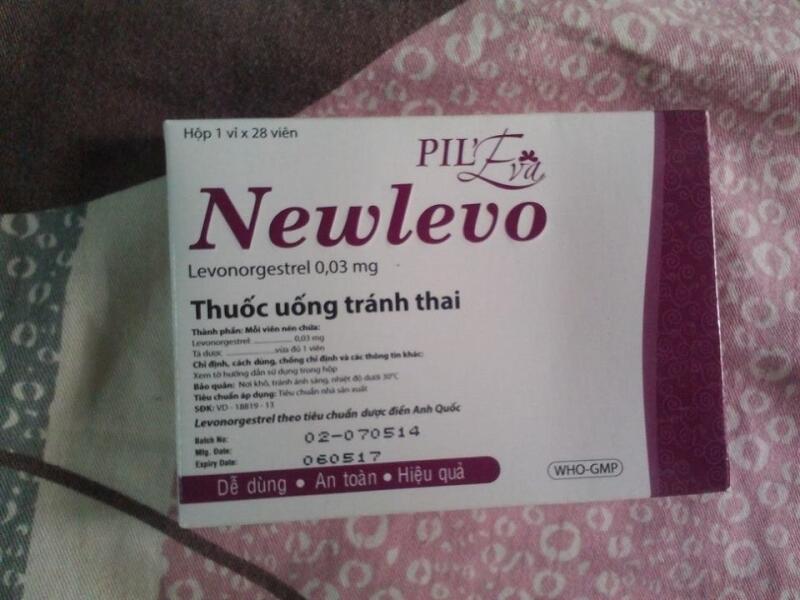 Hộp 1 vỉ x 28 viên
PIL'Eva
Newlevo
Levonorgestrel 0,03 mg
Thuốc uống tránh thai
Thành phần: Mỗi viên nén chứa:
Levonorgestrel .................. 0,03 mg
Tá dược .....................vừa đủ 1 viên
Chỉ định, cách dùng, chống chỉ định và các thông tin khác:
Xem tờ hướng dẫn sử dụng trong hộp
Bảo quản: Nơi khô, tránh ánh sáng, nhiệt độ dưới 30°C
Tiêu chuẩn áp dụng: Tiêu chuẩn nhà sản xuất
SĐK: VD - 18819 - 13
Levonorgestrel theo tiêu chuẩn dược điển Anh Quốc
Batch No: 02-070514
Mfg. Date:
Expiry Date: 060517
Dễ dùng • An toàn • Hiệu quả
WHO-GMP